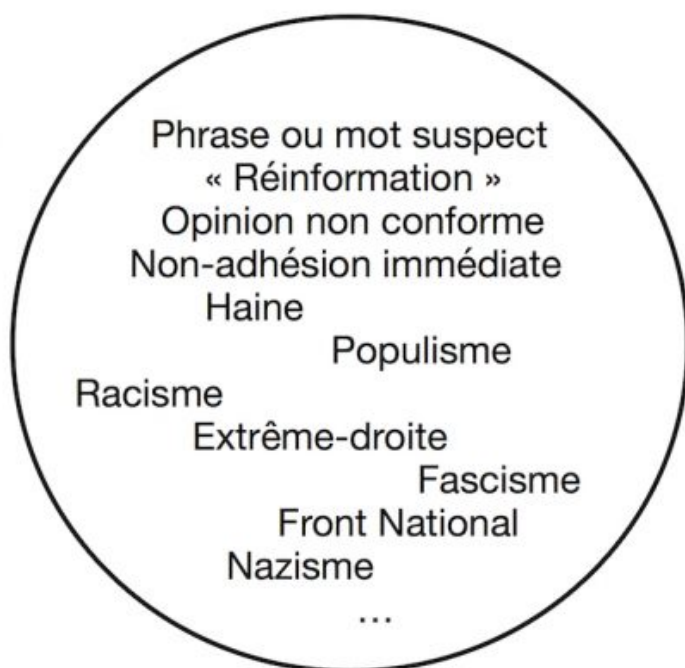 Phrase ou mot suspect
« Réinformation »
Opinion non conforme
Non-adhésion immédiate
Haine
Populisme
Racisme
Extrême-droite
Fascisme
Front National
Nazisme
...